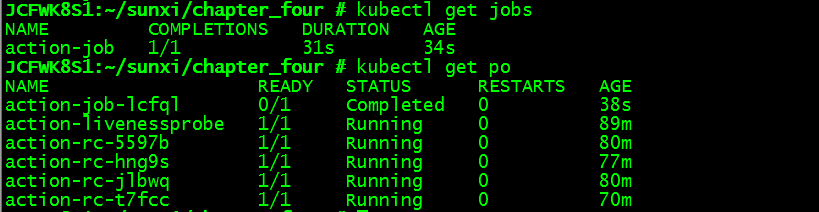 JCFWK8S1:~/sunxi/chapter_four # kubectl get jobs
NAME COMPLETIONS DURATION AGE
action-job 1/1 31s 34s
JCFWK8S1:~/sunxi/chapter_four # kubectl get po
NAME READY STATUS RESTARTS AGE
action-job-lcfql 0/1 Completed 0 38s
action-livenessprobe 1/1 Running 0 89m
action-rc-5597b 1/1 Running 0 80m
action-rc-hng9s 1/1 Running 0 77m
action-rc-jlbwq 1/1 Running 0 80m
action-rc-t7fcc 1/1 Running 0 70m
JCFWK8S1:~/sunxi/chapter_four #